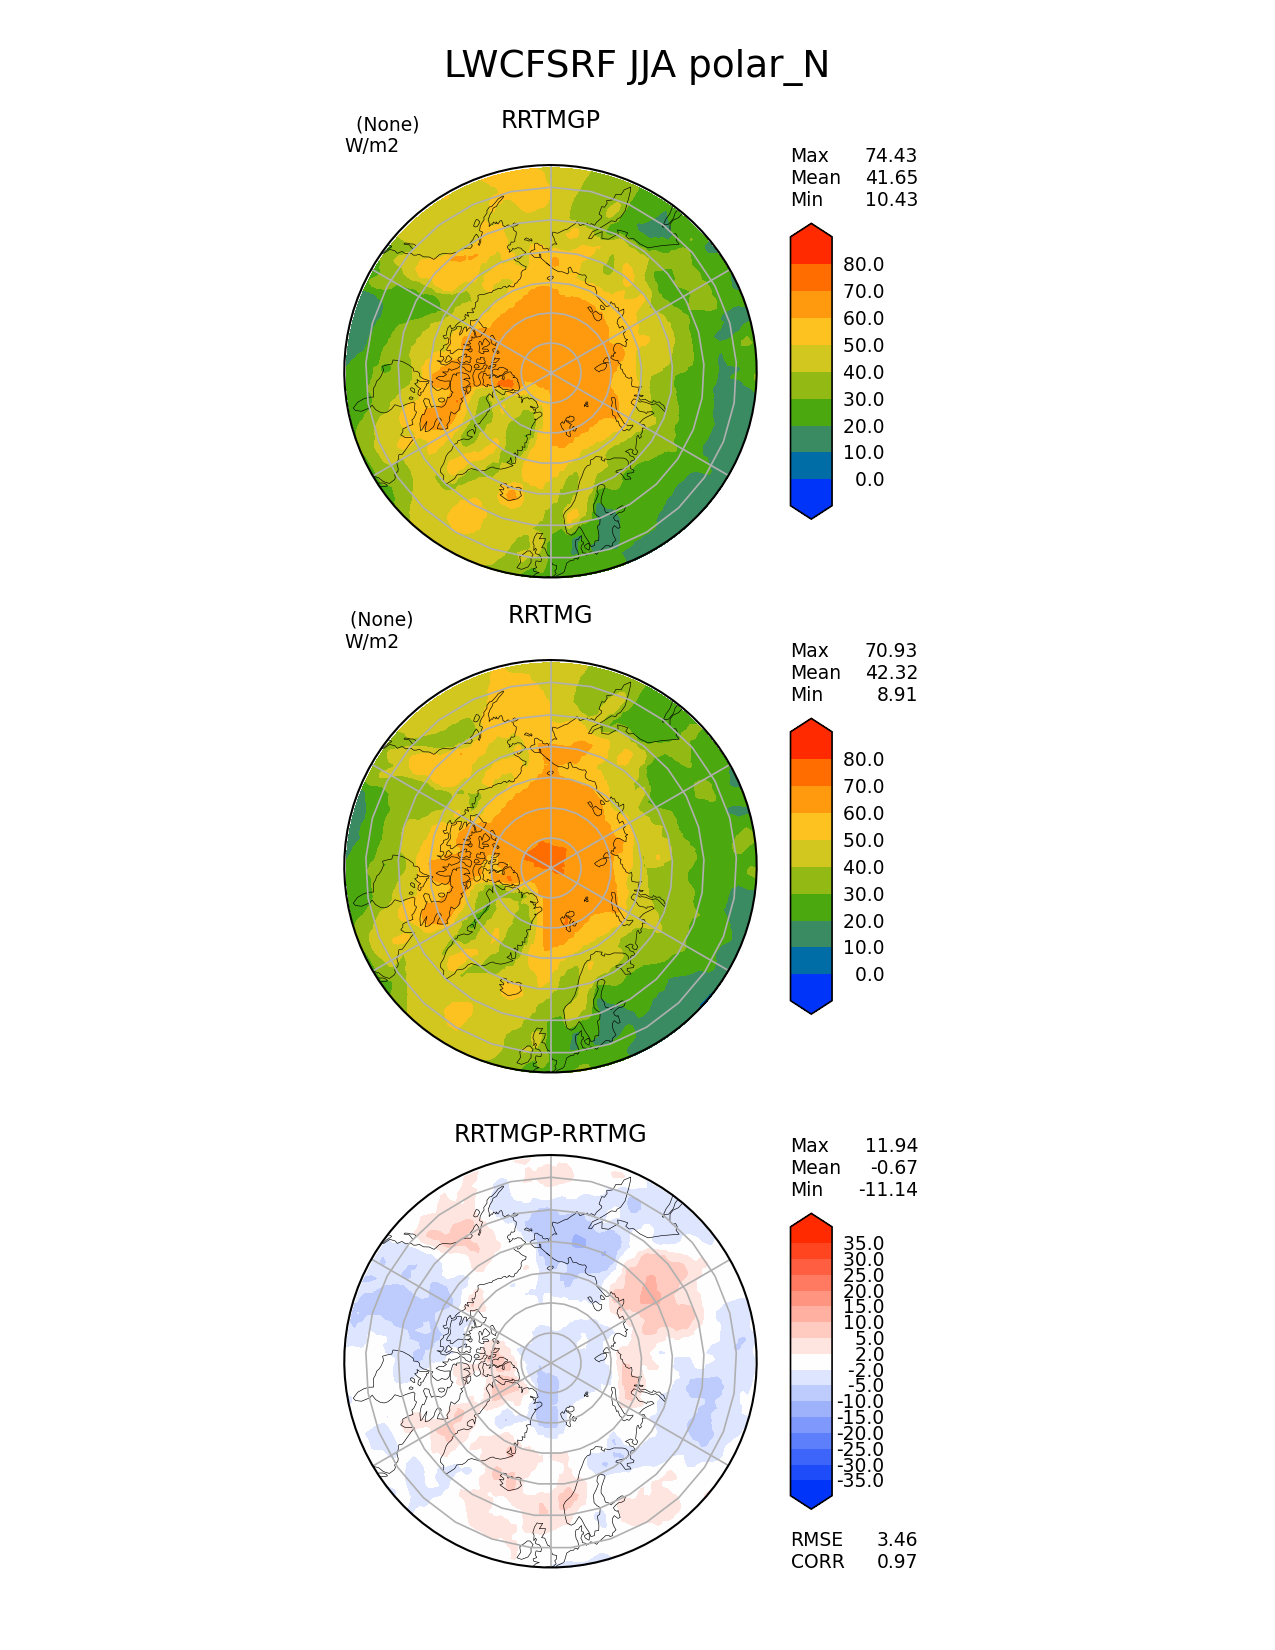 LWCFSRF JJA polar_N
(None)
RRTMGP
W/m2
Max 74.43
Mean 41.65
Min 10.43
80.0
70.0
60.0
50.0
40.0
30.0
20.0
10.0
0.0
(None)
RRTMG
W/m2
Max 70.93
Mean 42.32
Min 8.91
80.0
70.0
60.0
50.0
40.0
30.0
20.0
10.0
0.0
RRTMGP-RRTMG
Max 11.94
Mean -0.67
Min -11.14
35.0
30.0
25.0
20.0
15.0
10.0
5.0
2.0
-2.0
-5.0
-10.0
-15.0
-20.0
-25.0
-30.0
-35.0
RMSE 3.46
CORR 0.97